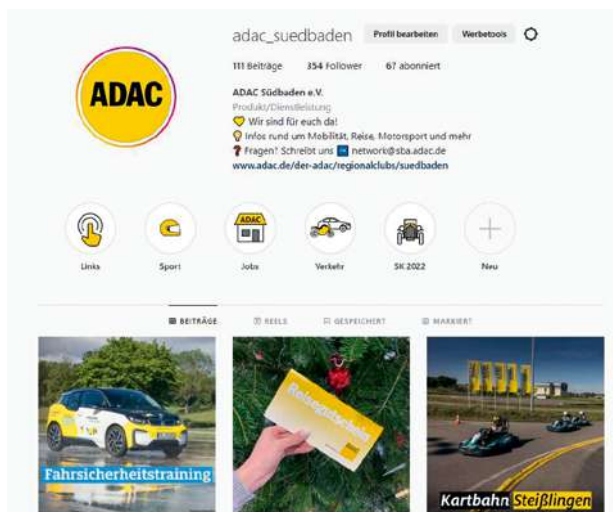 adac_suedbaden Profil bearbeiten Werbetools
111 Beiträge 354 Follower 67 abonniert
ADAC
ADAC Südbaden e.V.
Produkt/Dienstleistung
Wir sind für euch da!
Infos rund um Mobilität, Reise, Motorsport und mehr
Fragen? Schreibt uns network@sba.adac.de
www.adac.de/der-adac/regionalclubs/suedbaden
ADAC
Links Sport Jobs Verkehr SK 2022 Neu
BEITRÄGE REELS GESPEICHERT MARKIERT
Reisegutschein
Fahrsicherheitstraining
Kartbahn Steißlingen